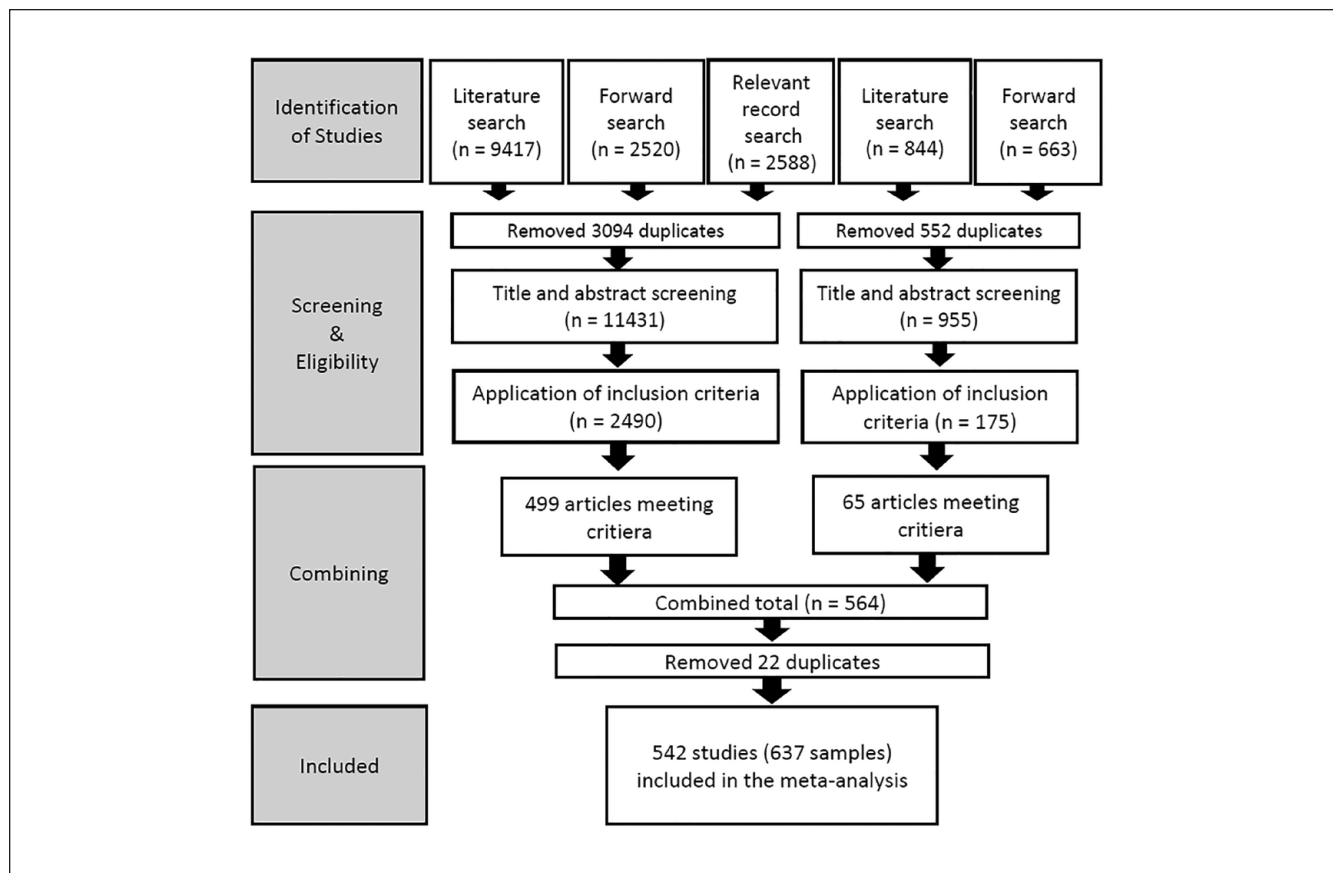 Identification
of Studies
Literature
search
(n = 9417)
Forward
search
(n = 2520)
Relevant
record
search
(n = 2588)
Literature
search
(n = 844)
Forward
search
(n = 663)
Screening
&
Eligibility
Removed 3094 duplicates
Title and abstract screening
(n = 11431)
Application of inclusion criteria
(n = 2490)
Removed 552 duplicates
Title and abstract screening
(n = 955)
Application of inclusion
criteria (n = 175)
Combining
499 articles meeting
critiera
65 articles meeting
critiera
Combined total (n = 564)
Removed 22 duplicates
Included
542 studies (637 samples)
included in the meta-analysis